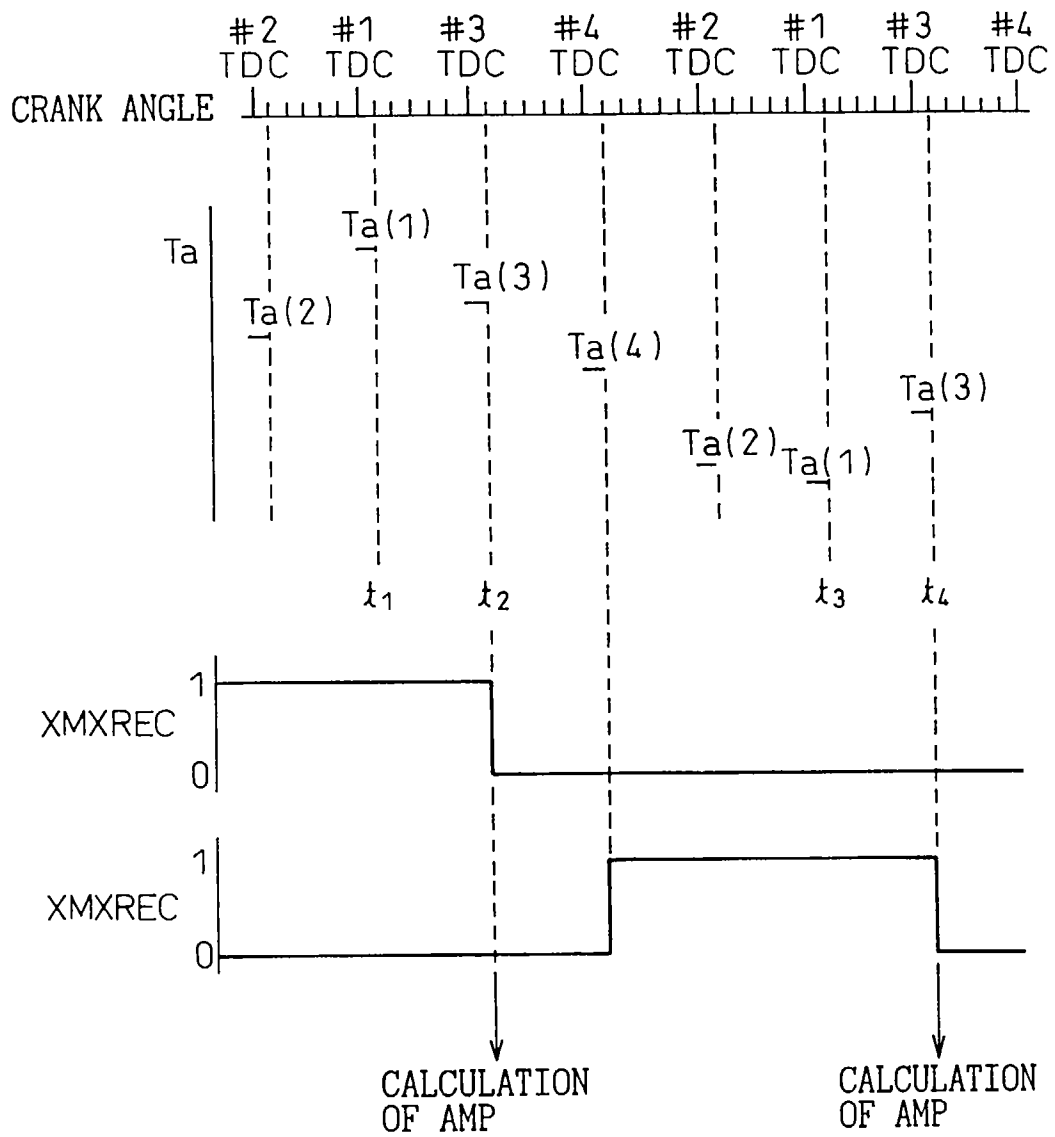 #2 #1 #3 #4 #2 #1 #3 #4
TDC TDC TDC TDC TDC TDC TDC TDC
CRANK ANGLE
Ta
Ta(1)
Ta(3)
Ta(2)
Ta(4)
Ta(3)
Ta(2)
Ta(1)
t1 t2 t3 t4
1
XMXREC
0
1
XMXREC
0
CALCULATION
OF AMP
CALCULATION
OF AMP